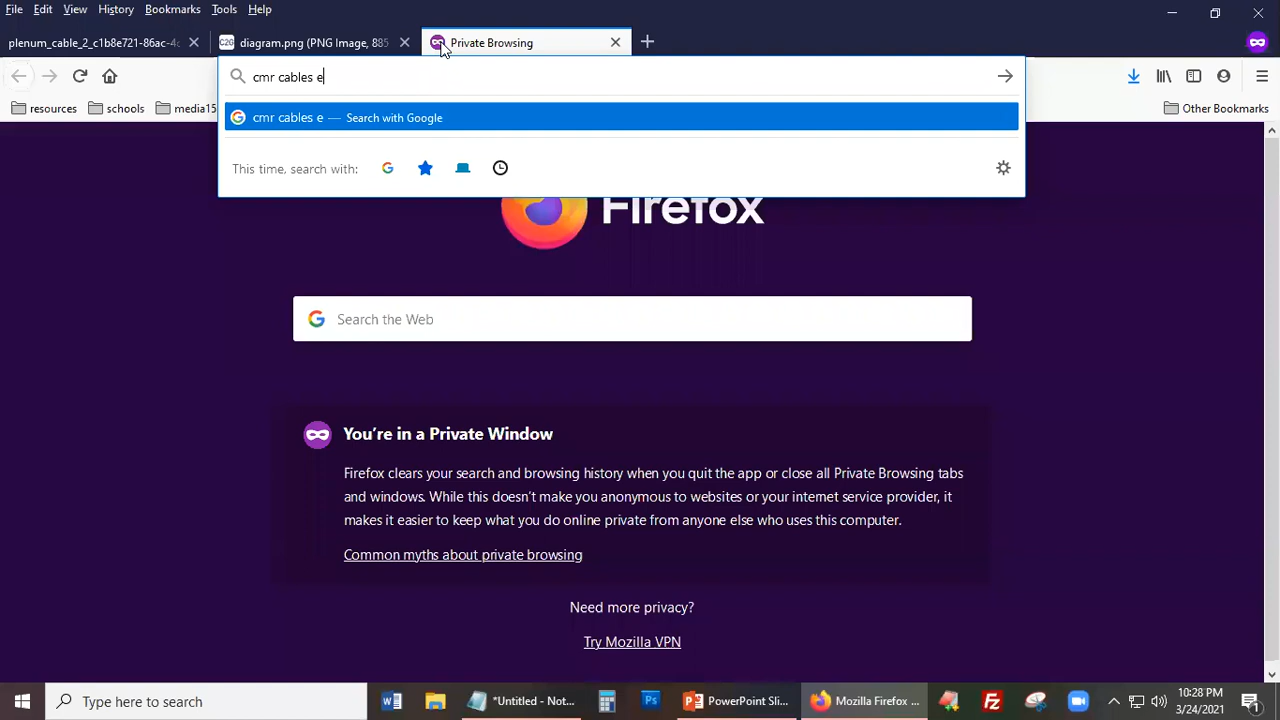 File Edit View History Bookmarks Tools Help
plenum_cable_2_c1b8e721-86ac-4c
C2G diagram.png (PNG Image, 885
Private Browsing
cmr cables e
resources schools media15
Other Bookmarks
cmr cables e — Search with Google
This time, search with:
Firefox
Search the Web
You're in a Private Window
Firefox clears your search and browsing history when you quit the app or close all Private Browsing tabs
and windows. While this doesn't make you anonymous to websites or your internet service provider, it
makes it easier to keep what you do online private from anyone else who uses this computer.
Common myths about private browsing
Need more privacy?
Try Mozilla VPN
Type here to search
*Untitled - Not...
PowerPoint Sli...
Mozilla Firefox ...
10:28 PM
3/24/2021